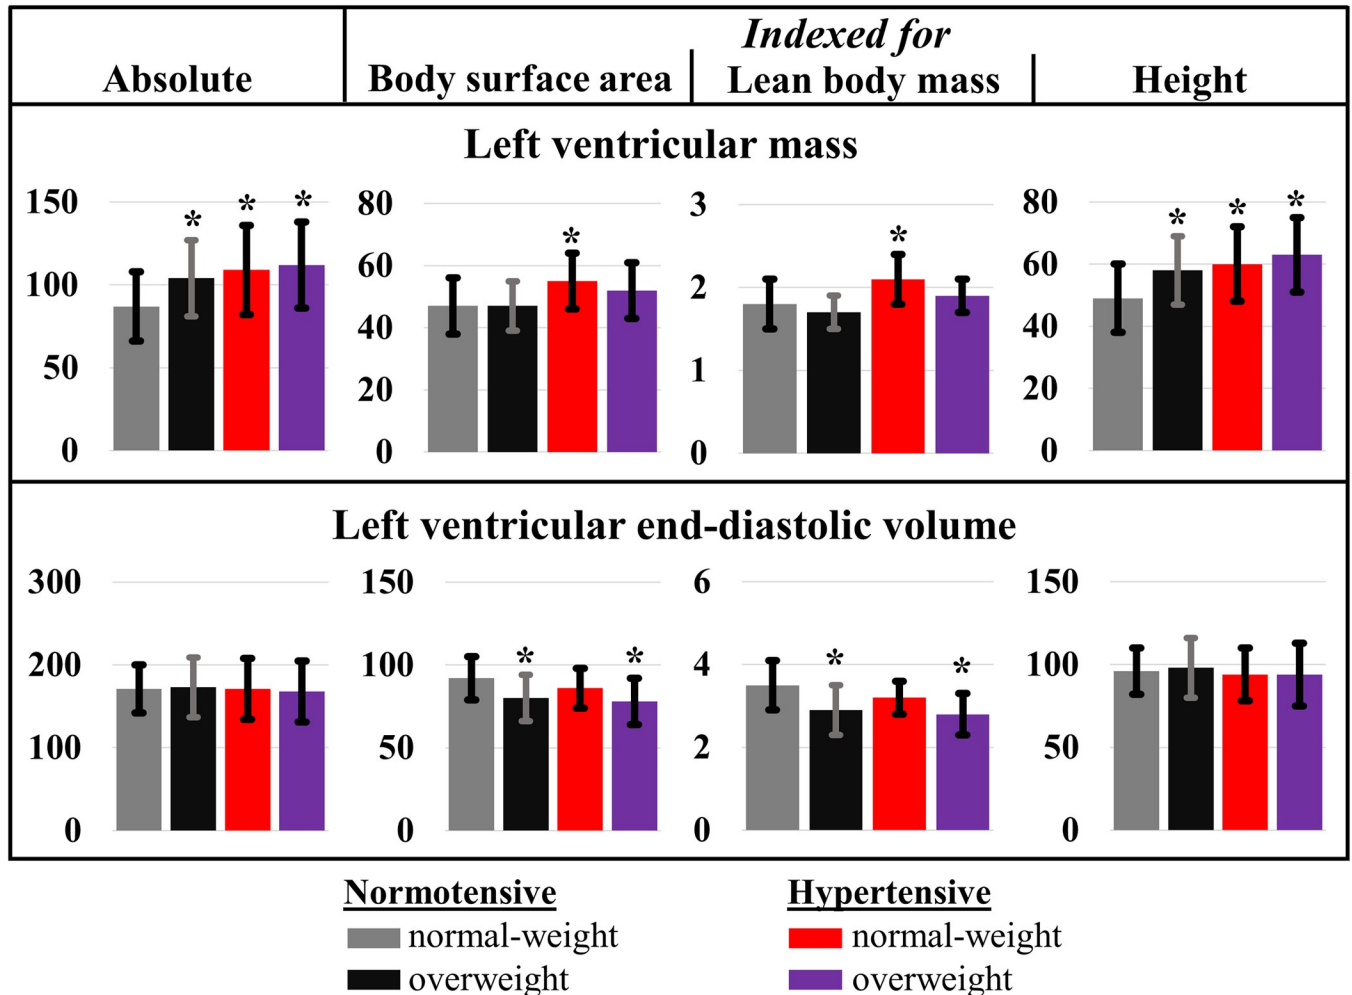 Indexed for
Absolute Body surface area Lean body mass Height
Left ventricular mass
150 80 3 80
* * * * * * * *
100 60 2 60
40 40
50 20 1 20
0 0 0 0
Left ventricular end-diastolic volume
300 150 6 150
200 100 * * 4 * * 100
100 50 2 50
0 0 0 0
Normotensive Hypertensive
normal-weight normal-weight
overweight overweight